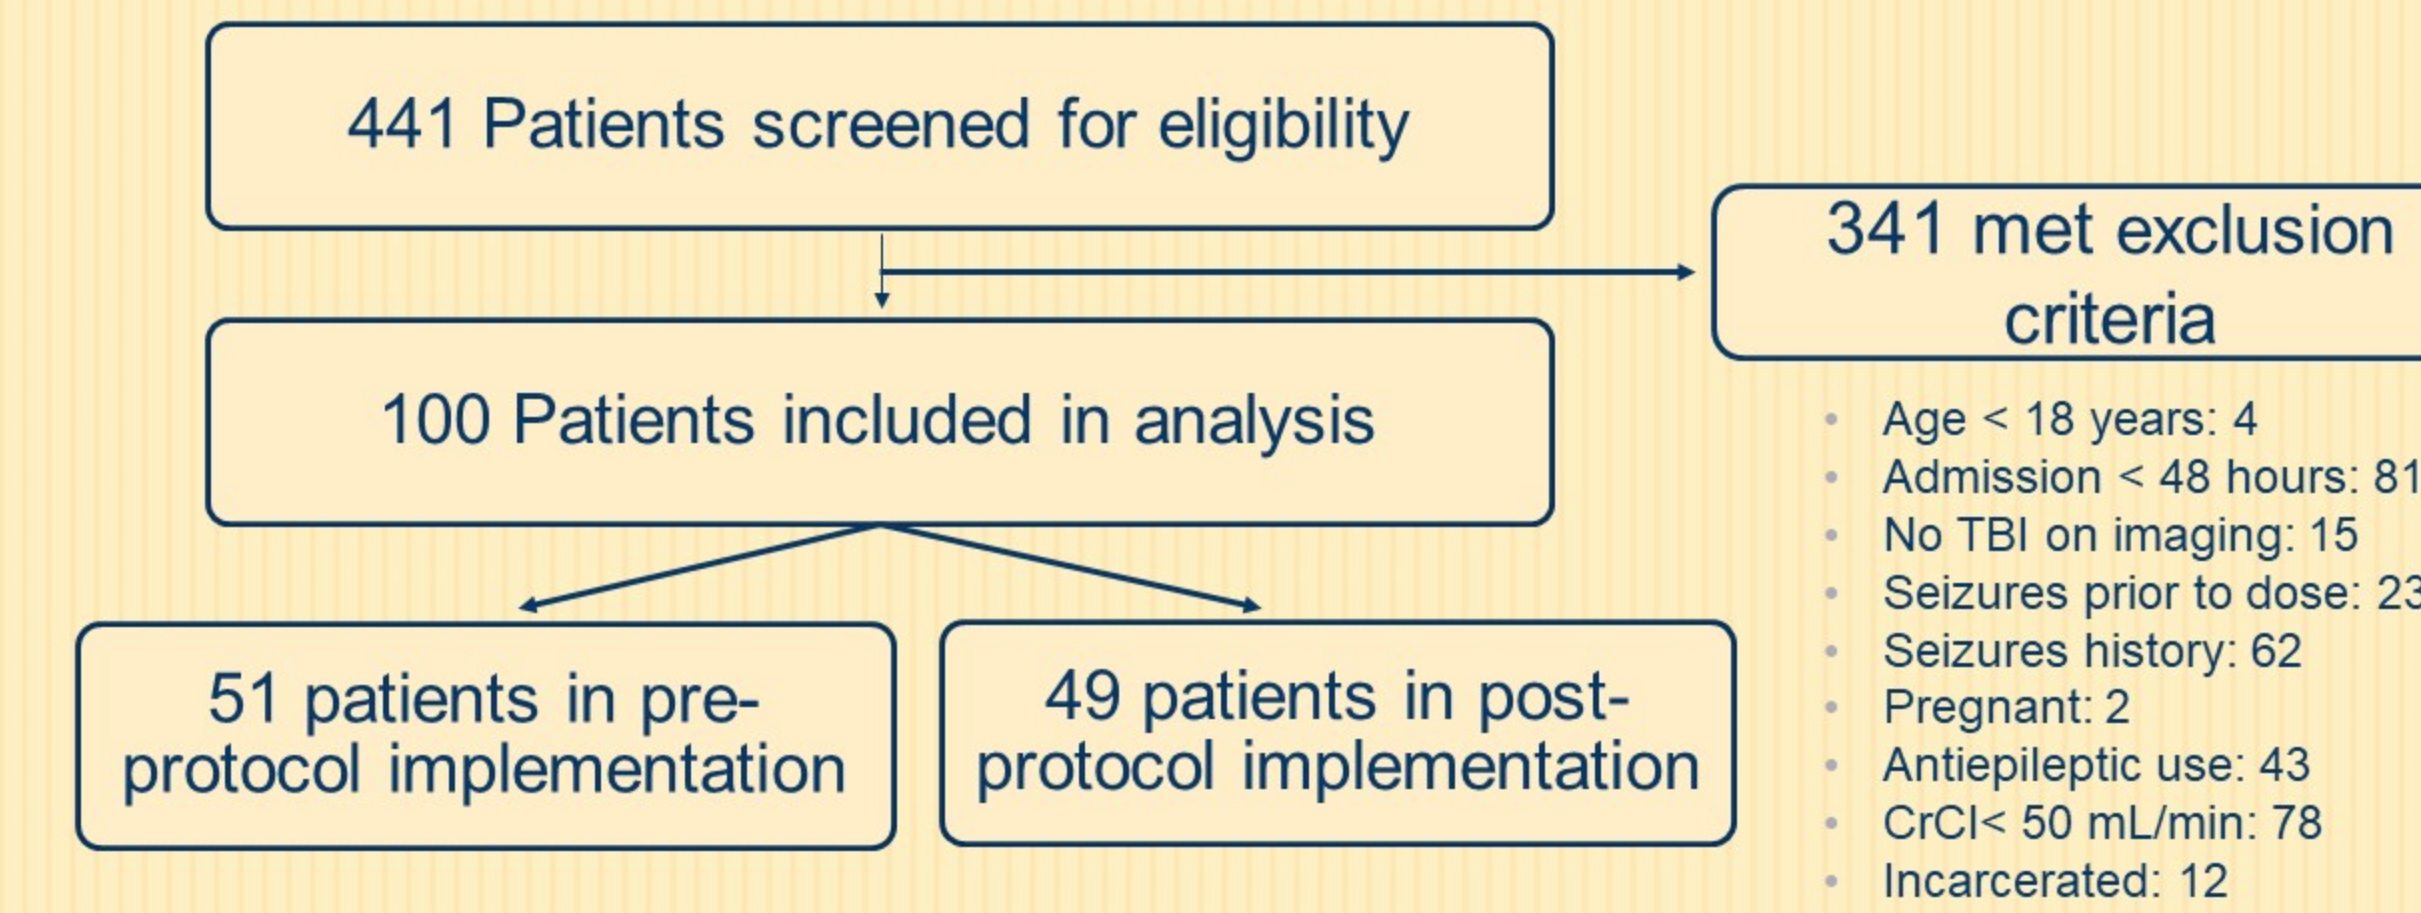 441 Patients screened for eligibility
341 met exclusion
criteria
100 Patients included in analysis
51 patients in pre-
protocol implementation
49 patients in post-
protocol implementation
• Age < 18 years: 4
• Admission < 48 hours: 81
• No TBI on imaging: 15
• Seizures prior to dose: 23
• Seizures history: 62
• Pregnant: 2
• Antiepileptic use: 43
• CrCl< 50 mL/min: 78
• Incarcerated: 12